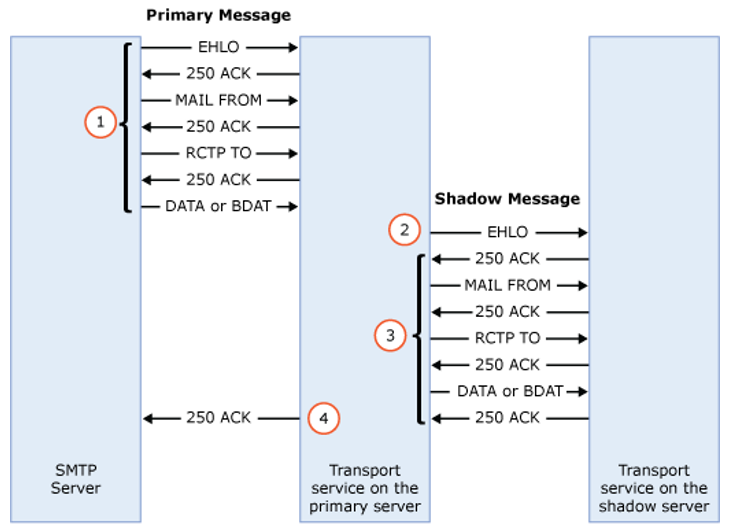 Primary Message
EHLO
250 ACK
MAIL FROM
1
250 ACK
RCTP TO
250 ACK
DATA or BDAT
Shadow Message
2
EHLO
250 ACK
MAIL FROM
250 ACK
3
RCTP TO
250 ACK
DATA or BDAT
250 ACK
4
250 ACK
SMTP
Server
Transport
service on the
primary server
Transport
service on the
shadow server